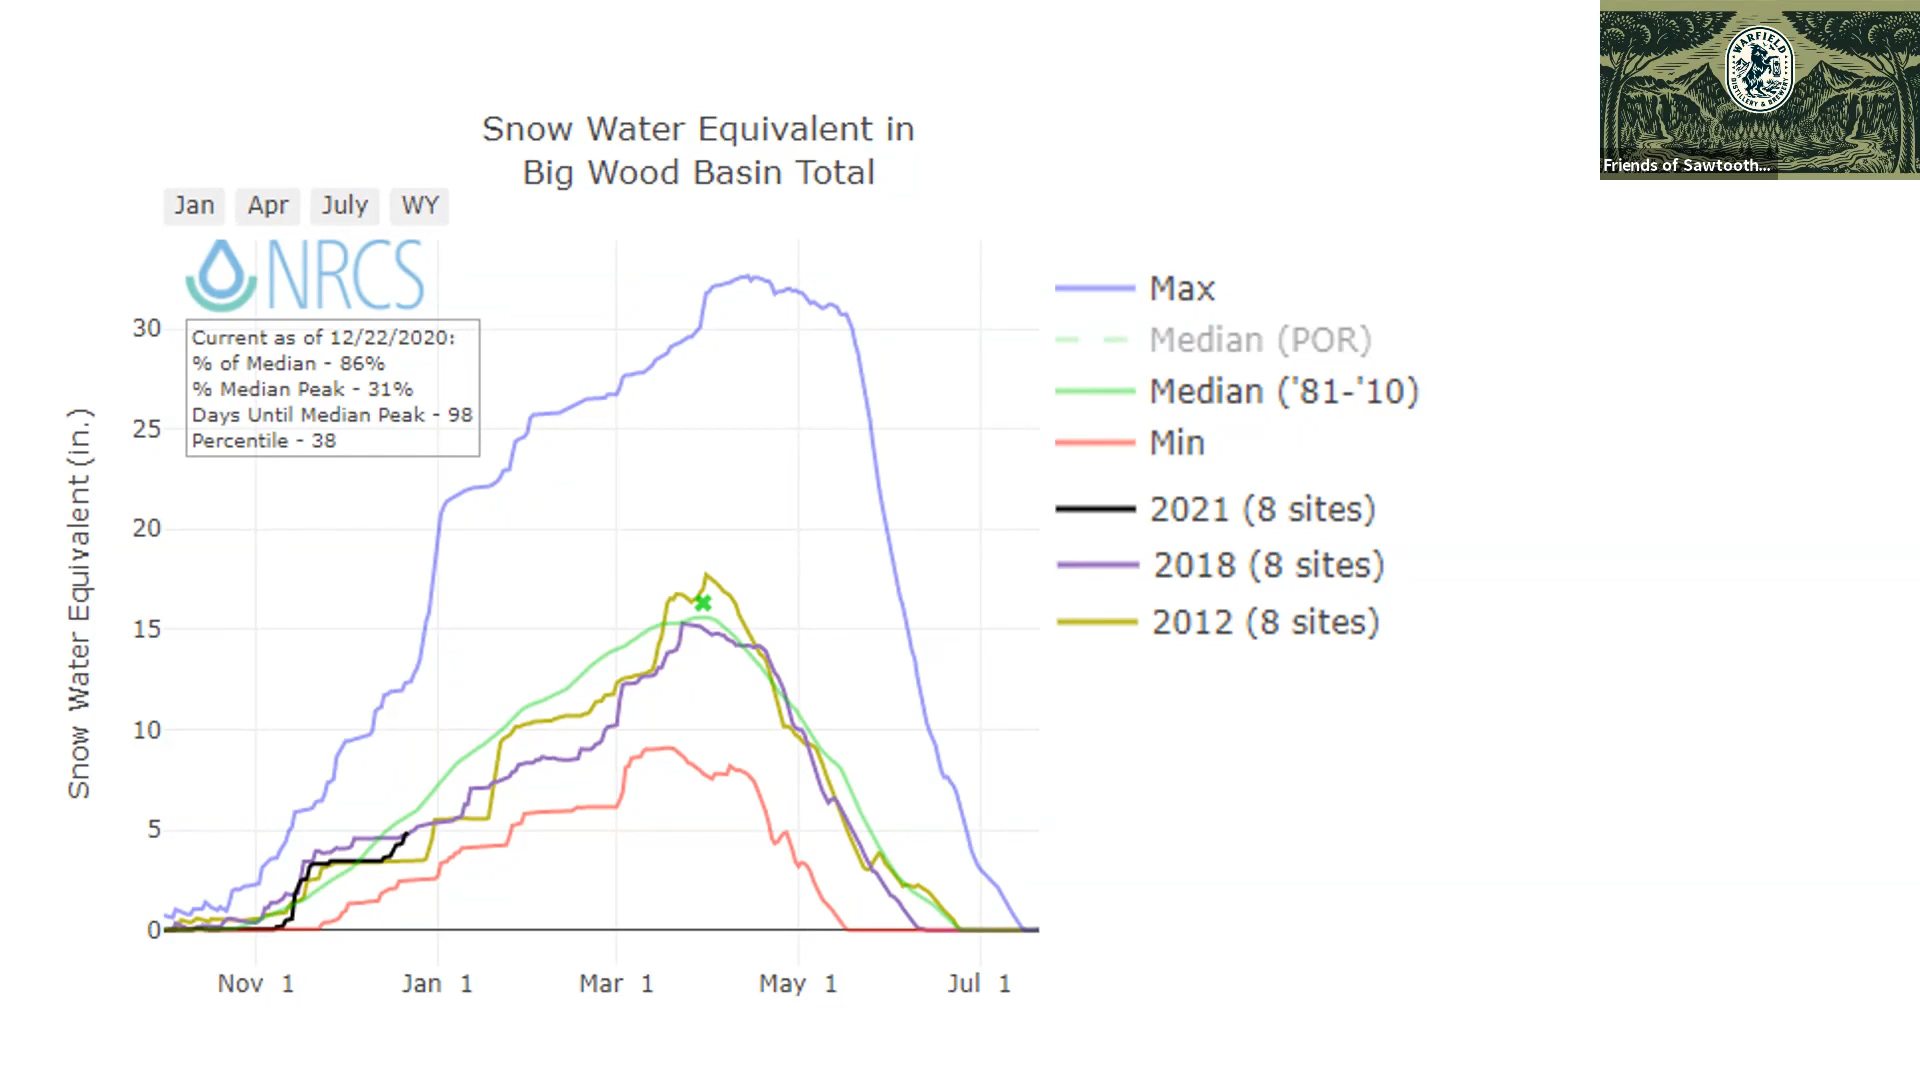 WARFIELD
DISTILLERY & BREWERY
Friends of Sawtooth...
Snow Water Equivalent in
Big Wood Basin Total
Jan Apr July WY
NRCS
Current as of 12/22/2020:
% of Median - 86%
% Median Peak - 31%
Days Until Median Peak - 98
Percentile - 38
Snow Water Equivalent (in.)
30
25
20
15
10
5
0
Nov 1 Jan 1 Mar 1 May 1 Jul 1
Max
Median (POR)
Median ('81-'10)
Min
2021 (8 sites)
2018 (8 sites)
2012 (8 sites)